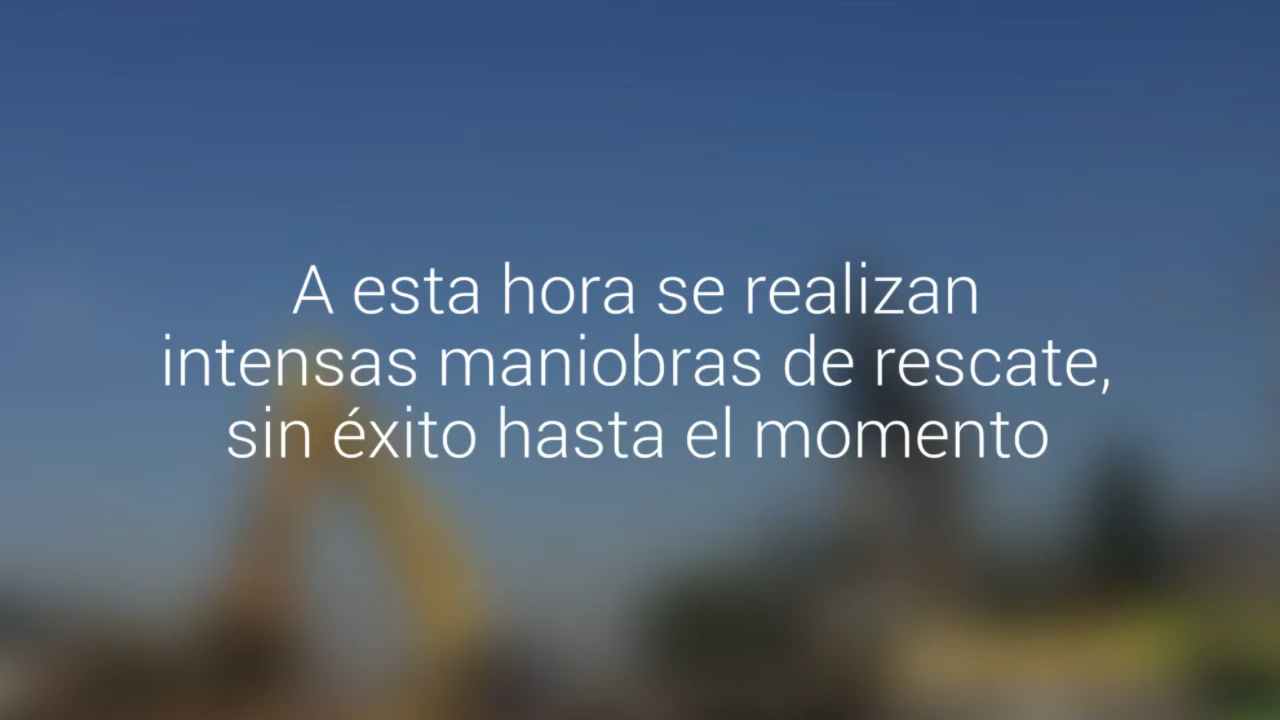 A esta hora se realizan
intensas maniobras de rescate,
sin éxito hasta el momento